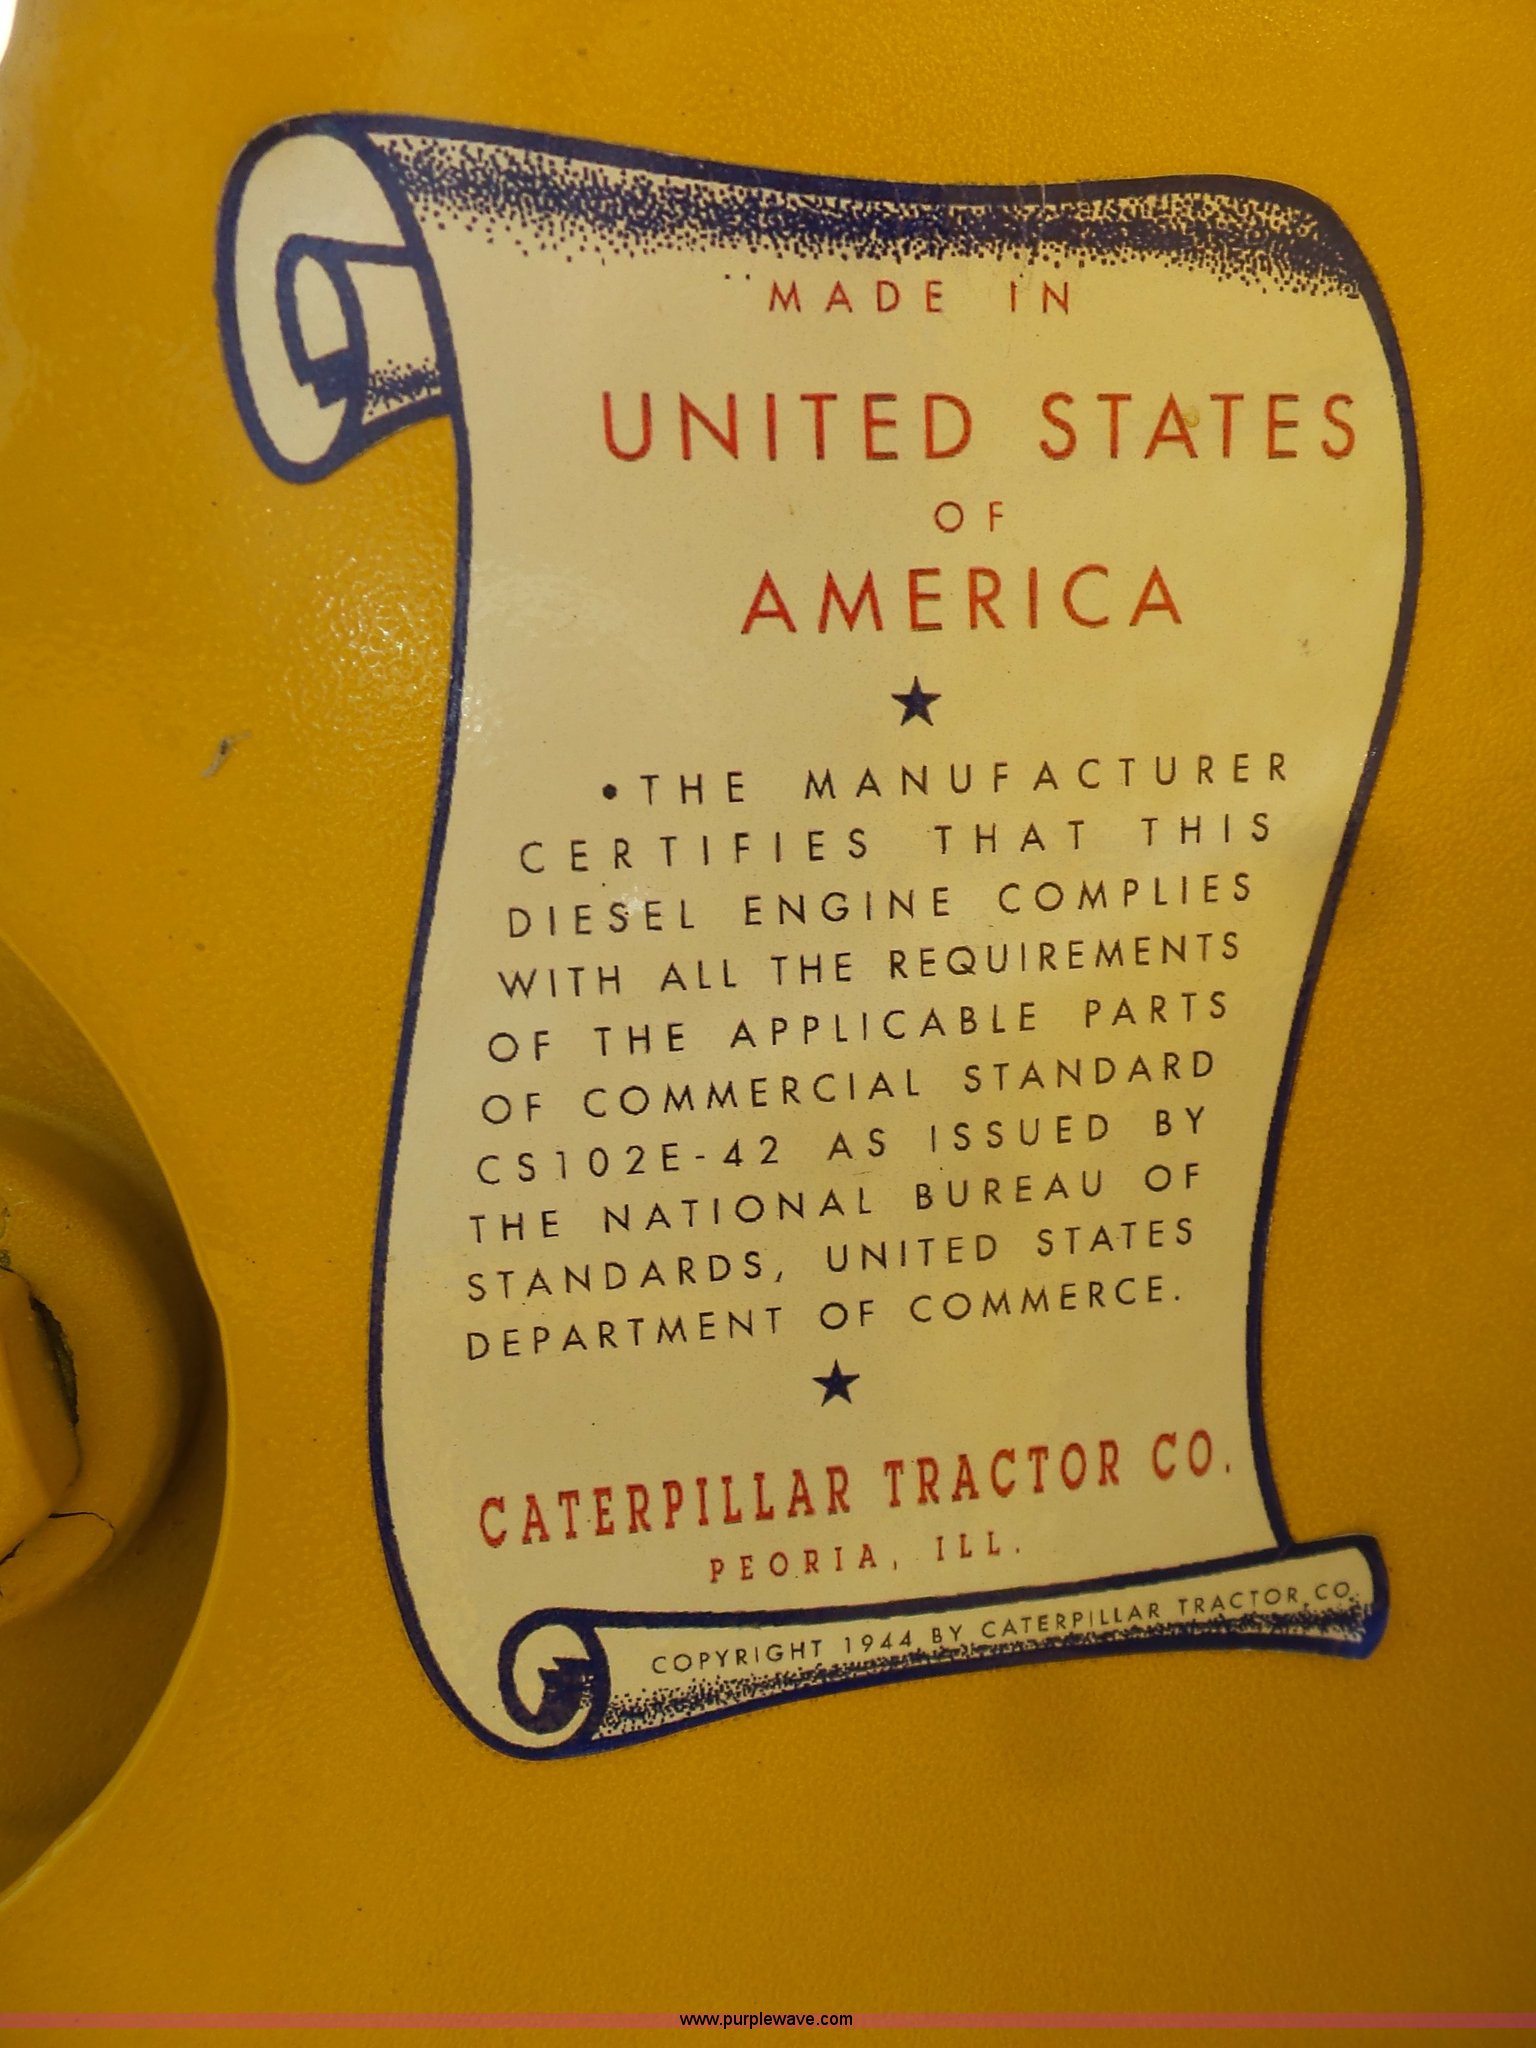 MADE IN
UNITED STATES
OF
AMERICA
•THE MANUFACTURER
CERTIFIES THAT THIS
DIESEL ENGINE COMPLIES
WITH ALL THE REQUIREMENTS
OF THE APPLICABLE PARTS
OF COMMERCIAL STANDARD
CS102E-42 AS ISSUED BY
THE NATIONAL BUREAU OF
STANDARDS, UNITED STATES
DEPARTMENT OF COMMERCE.
CATERPILLAR TRACTOR CO.
PEORIA, ILL.
COPYRIGHT 1944 BY CATERPILLAR TRACTOR CO.
www.purplewave.com